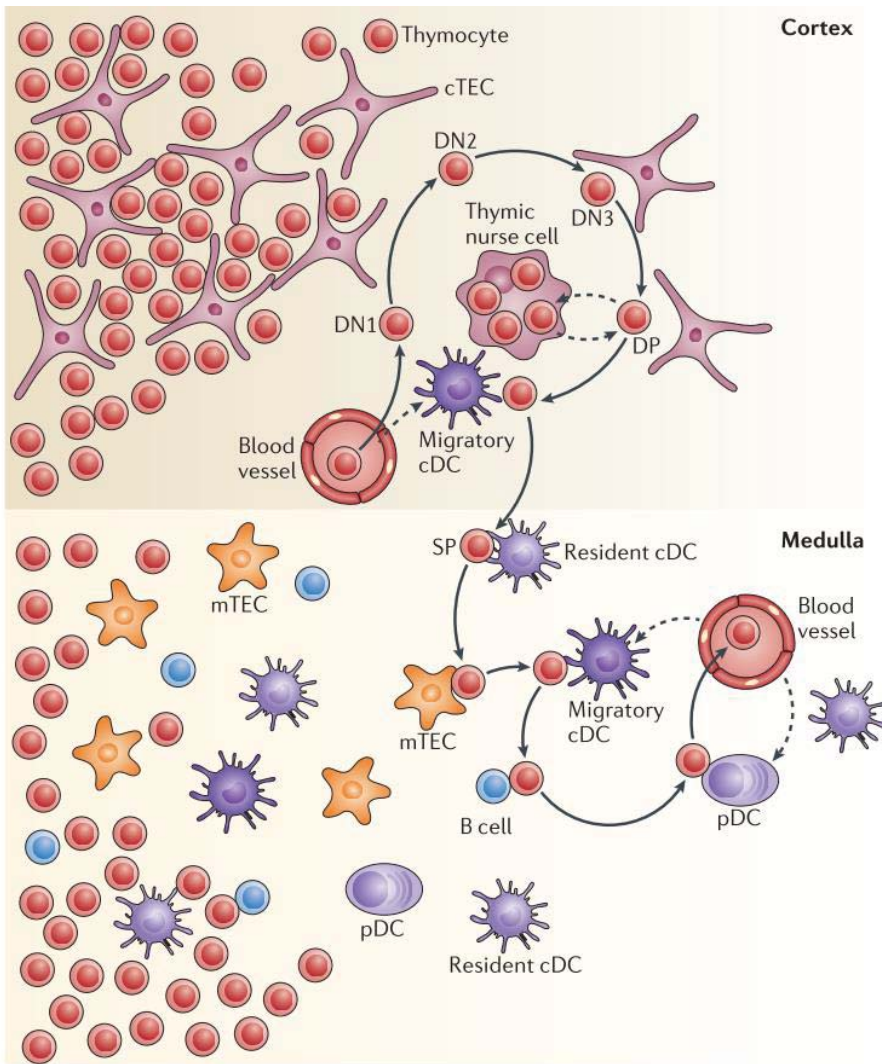 Thymocyte
Cortex
cTEC
DN2
Thymic
nurse cell
DN3
DN1
DP
Blood
vessel
Migratory
cDC
SP
Resident cDC
Medulla
mTEC
Blood
vessel
Migratory
cDC
mTEC
B cell
pDC
pDC
Resident cDC